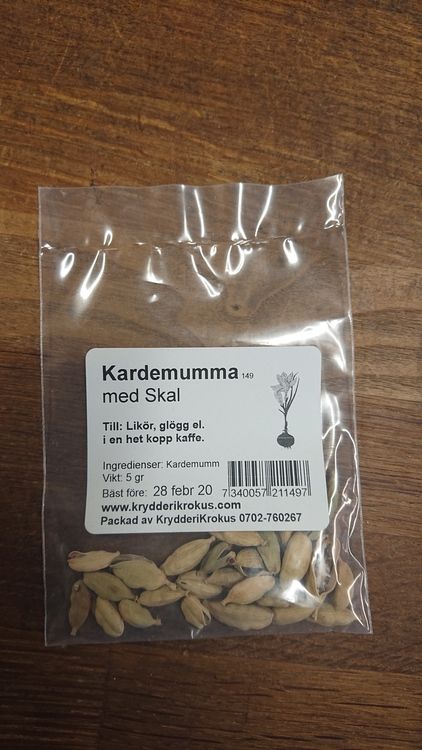 Kardemumma 149
med Skal
Till: Likör, glögg el.
i en het kopp kaffe.
Ingredienser: Kardemumm
Vikt: 5 gr
Bäst före: 28 febr 20
7 340057 211497
www.krydderikrokus.com
Packad av KrydderiKrokus 0702-760267